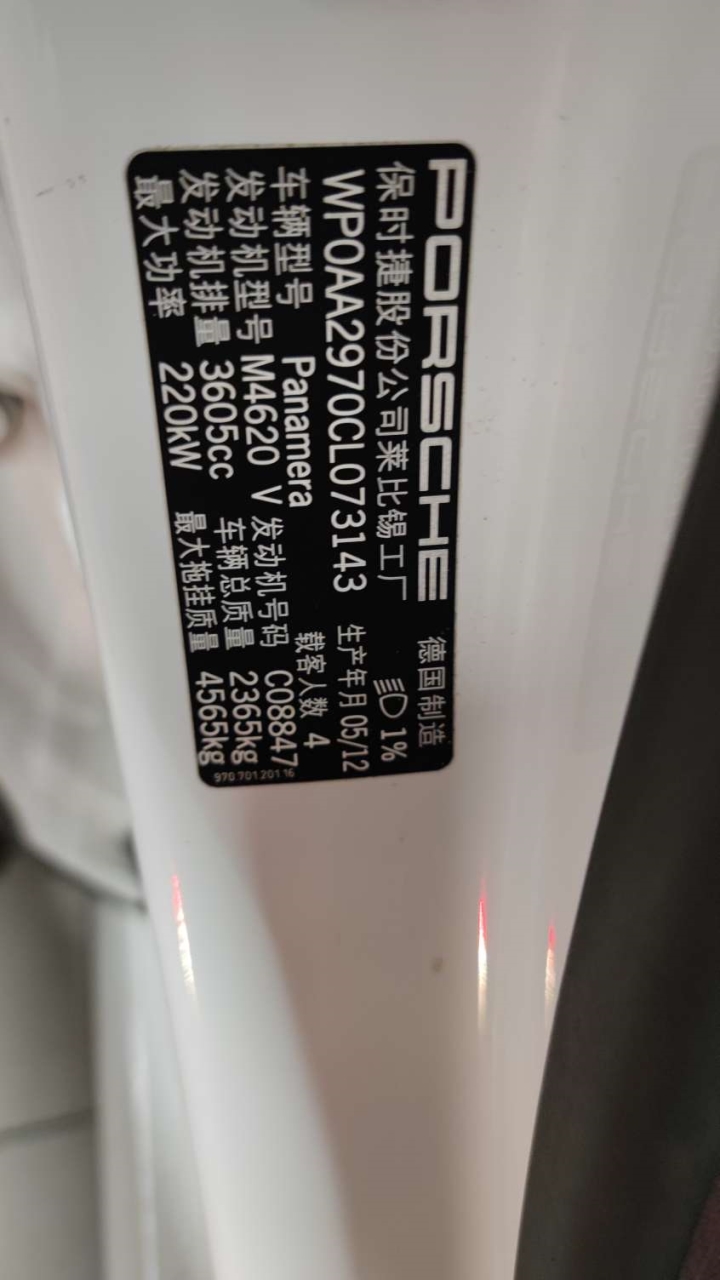 PORSCHE 德国制造
保时捷股份公司莱比锡工厂 1%
WP0AA2970CL073143 生产年月 05/12
车辆型号 Panamera 载客人数 4
发动机型号 M4620 V 发动机号码 C08847
发动机排量 3605cc 车辆总质量 2365kg
最大功率 220kW 最大拖挂质量 4565kg
970.701.201 16